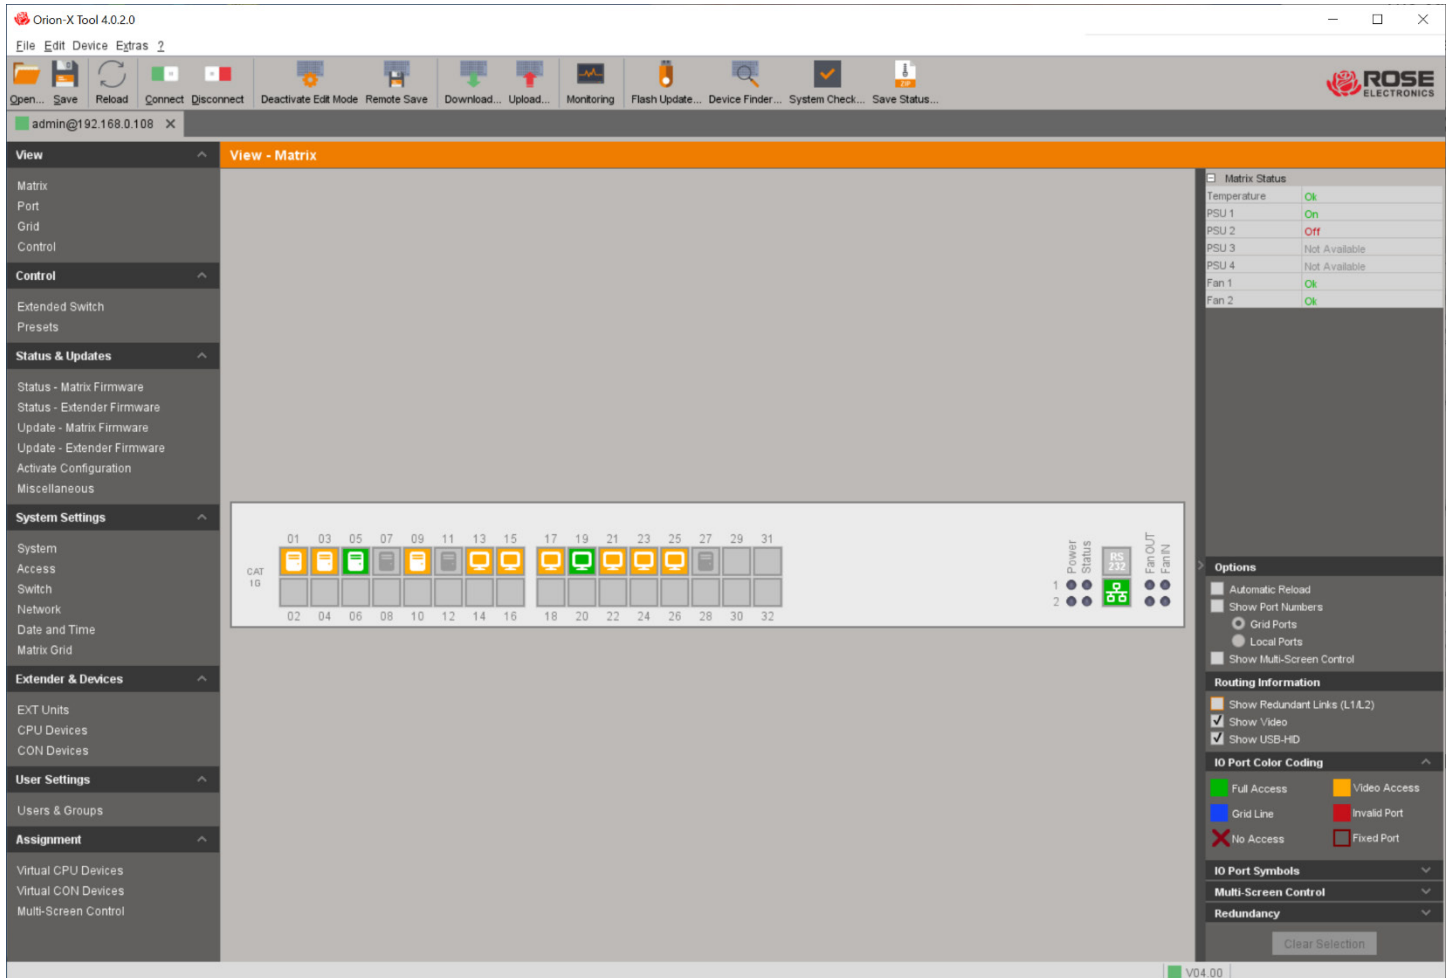 Orion-X Tool 4.0.2.0
File Edit Device Extras ?
Open... Save Reload Connect Disconnect Deactivate Edit Mode Remote Save Download... Upload... Monitoring Flash Update... Device Finder... System Check... Save Status...
ZIP
ROSE
ELECTRONICS
admin@192.168.0.108
View
Matrix
Port
Grid
Control
Control
Extended Switch
Presets
Status & Updates
Status - Matrix Firmware
Status - Extender Firmware
Update - Matrix Firmware
Update - Extender Firmware
Activate Configuration
Miscellaneous
System Settings
System
Access
Switch
Network
Date and Time
Matrix Grid
Extender & Devices
EXT Units
CPU Devices
CON Devices
User Settings
Users & Groups
Assignment
Virtual CPU Devices
Virtual CON Devices
Multi-Screen Control
View - Matrix
01 03 05 07 09 11 13 15 17 19 21 23 25 27 29 31
CAT
1G
02 04 06 08 10 12 14 16 18 20 22 24 26 28 30 32
Power
Status
1
2
RS
232
FanOUT
FanIN
Matrix Status
Temperature Ok
PSU 1 On
PSU 2 Off
PSU 3 Not Available
PSU 4 Not Available
Fan 1 Ok
Fan 2 Ok
Options
Automatic Reload
Show Port Numbers
Grid Ports
Local Ports
Show Multi-Screen Control
Routing Information
Show Redundant Links (L1/L2)
Show Video
Show USB-HID
IO Port Color Coding
Full Access Video Access
Grid Line Invalid Port
No Access Fixed Port
IO Port Symbols
Multi-Screen Control
Redundancy
Clear Selection
V04.00